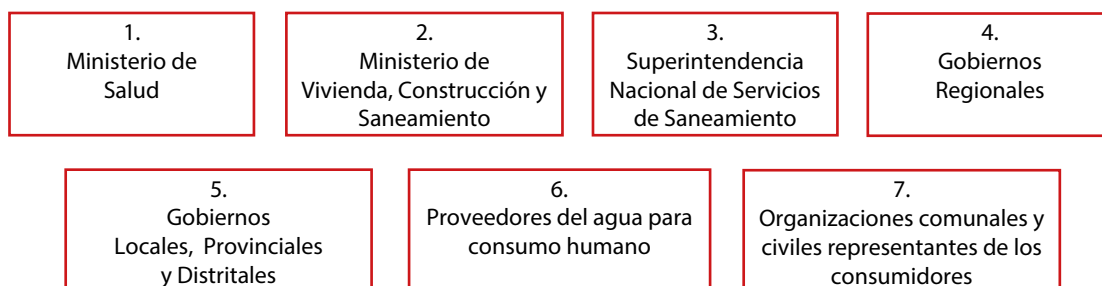 1.
Ministerio de
Salud
2.
Ministerio de
Vivienda, Construcción y
Saneamiento
3.
Superintendencia
Nacional de Servicios
de Saneamiento
4.
Gobiernos
Regionales
5.
Gobiernos
Locales, Provinciales
y Distritales
6.
Proveedores del agua para
consumo humano
7.
Organizaciones comunales y
civiles representantes de los
consumidores